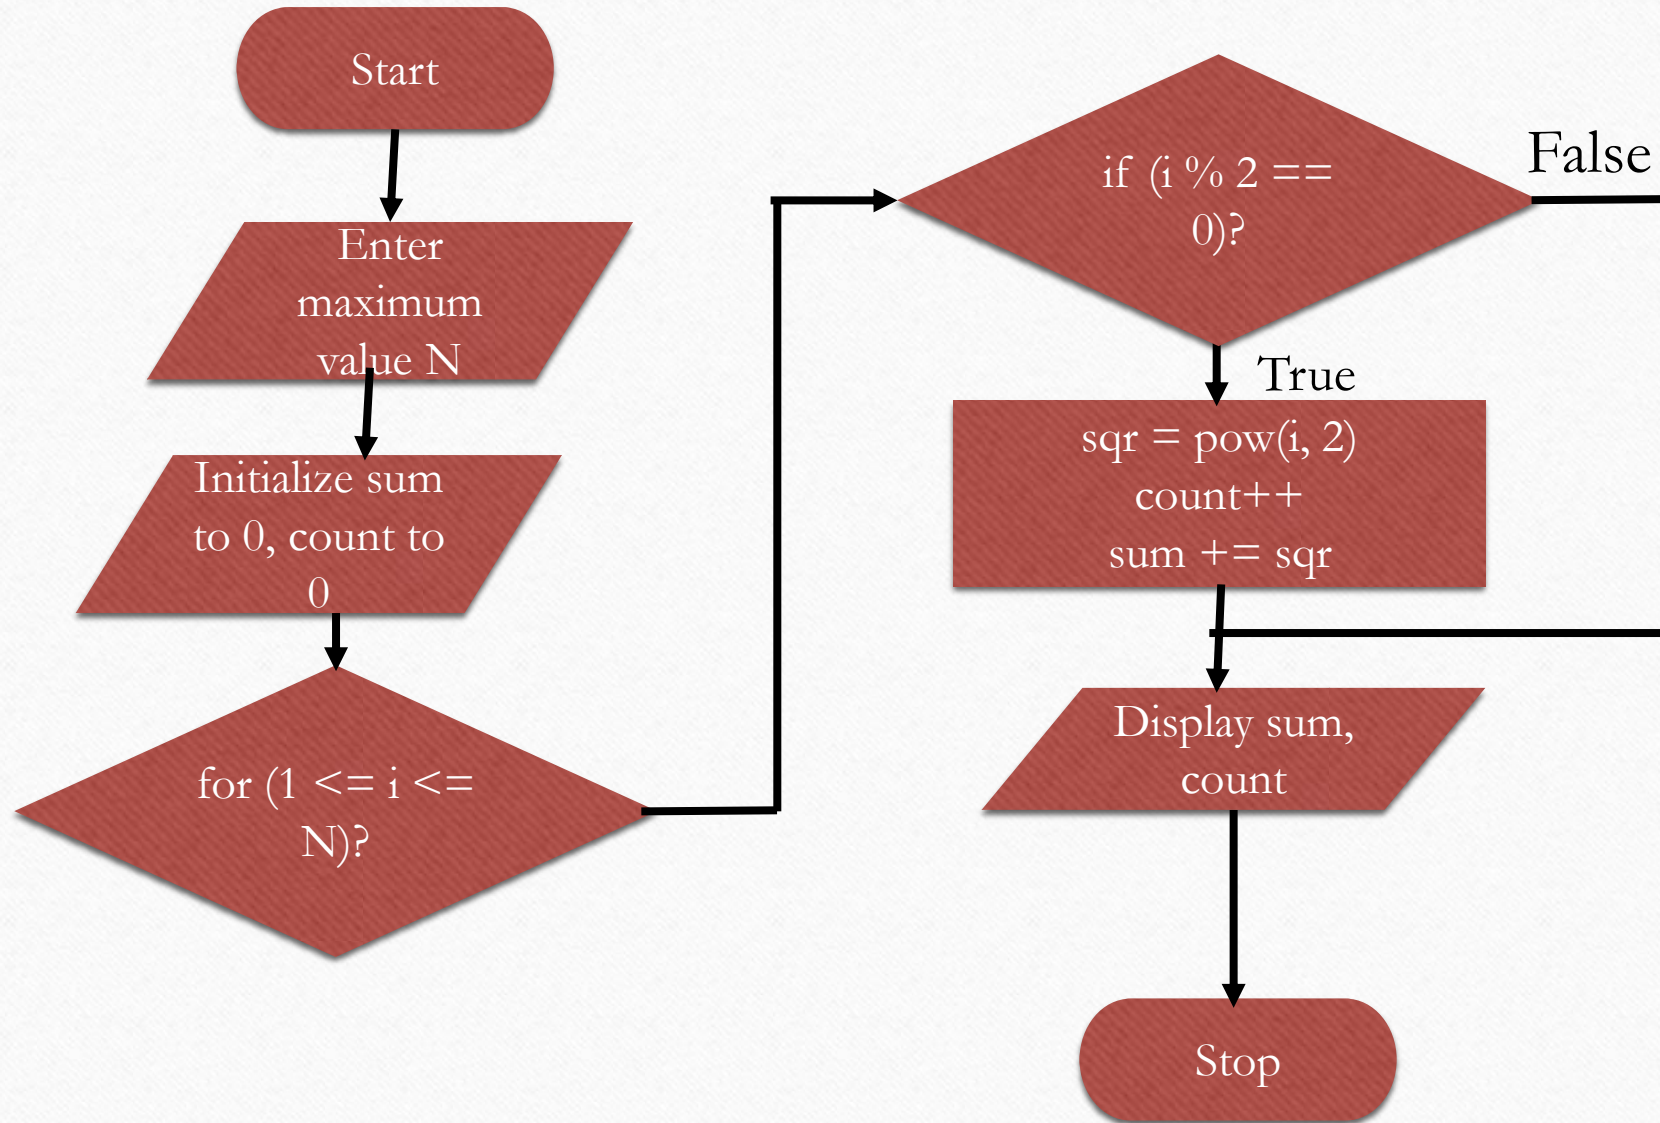 Start
Enter
maximum
value N
Initialize sum
to 0, count to
0
for (1 <= i <=
N)?
if (i % 2 ==
0)?
False
True
sqr = pow(i, 2)
count++
sum += sqr
Display sum,
count
Stop